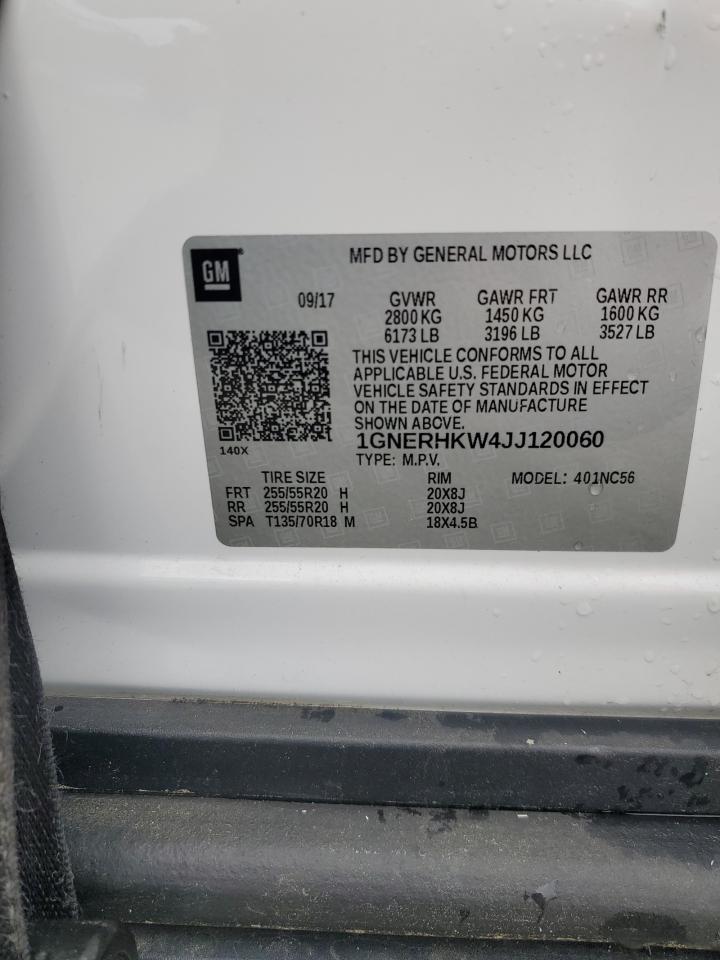 GM
MFD BY GENERAL MOTORS LLC
09/17 GVWR GAWR FRT GAWR RR
2800 KG 1450 KG 1600 KG
6173 LB 3196 LB 3527 LB
THIS VEHICLE CONFORMS TO ALL
APPLICABLE U.S. FEDERAL MOTOR
VEHICLE SAFETY STANDARDS IN EFFECT
ON THE DATE OF MANUFACTURE
SHOWN ABOVE.
1GNERHKW4JJ120060
140X
TYPE: M.P.V.
TIRE SIZE RIM MODEL: 401NC56
FRT 255/55R20 H 20X8J
RR 255/55R20 H 20X8J
SPA T135/70R18 M 18X4.5B